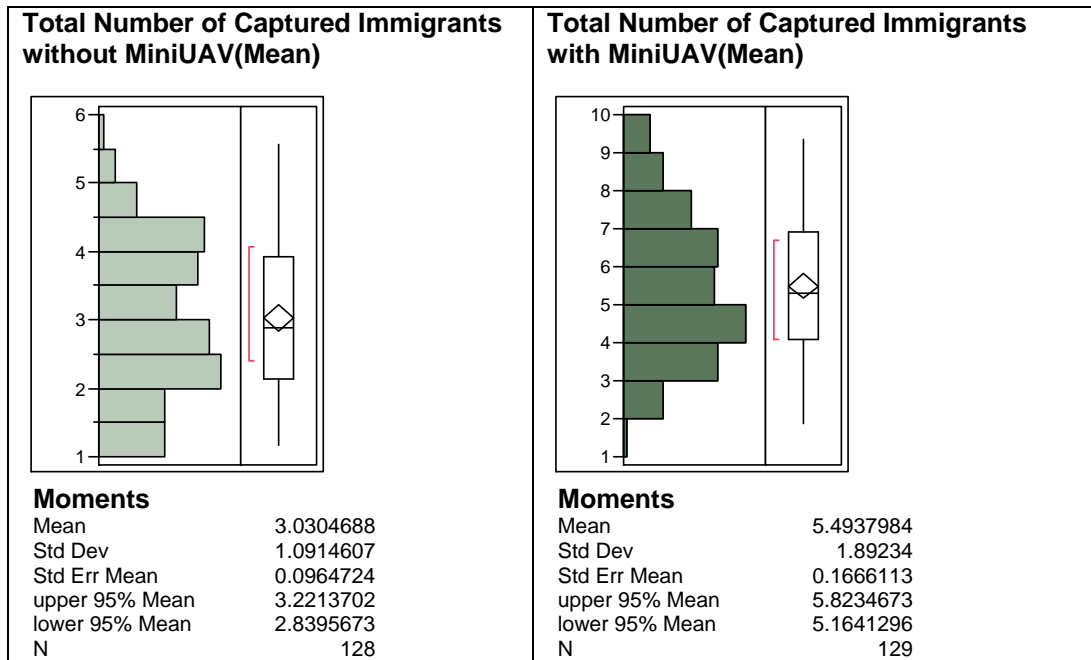 Total Number of Captured Immigrants
without MiniUAV(Mean)
6
5
4
3
2
1
Moments
Mean 3.0304688
Std Dev 1.0914607
Std Err Mean 0.0964724
upper 95% Mean 3.2213702
lower 95% Mean 2.8395673
N 128
Total Number of Captured Immigrants
with MiniUAV(Mean)
10
9
8
7
6
5
4
3
2
1
Moments
Mean 5.4937984
Std Dev 1.89234
Std Err Mean 0.1666113
upper 95% Mean 5.8234673
lower 95% Mean 5.1641296
N 129